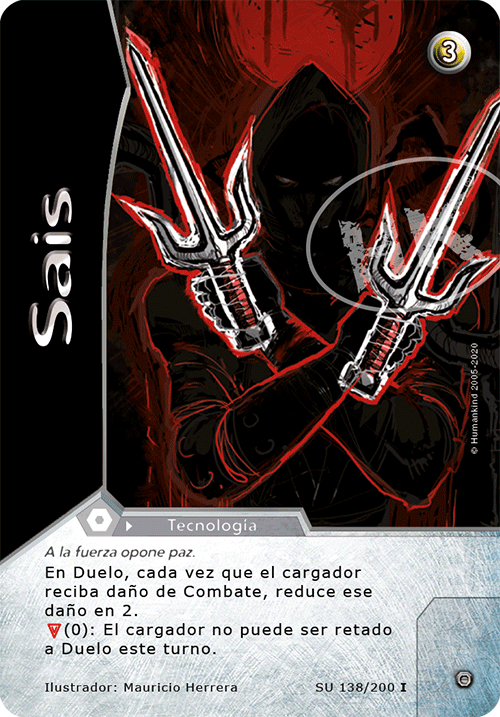 3
Sais
© Humankind 2005-2020
Tecnología
A la fuerza opone paz.
En Duelo, cada vez que el cargador
reciba daño de Combate, reduce ese
daño en 2.
(0): El cargador no puede ser retado
a Duelo este turno.
Ilustrador: Mauricio Herrera SU 138/200 I